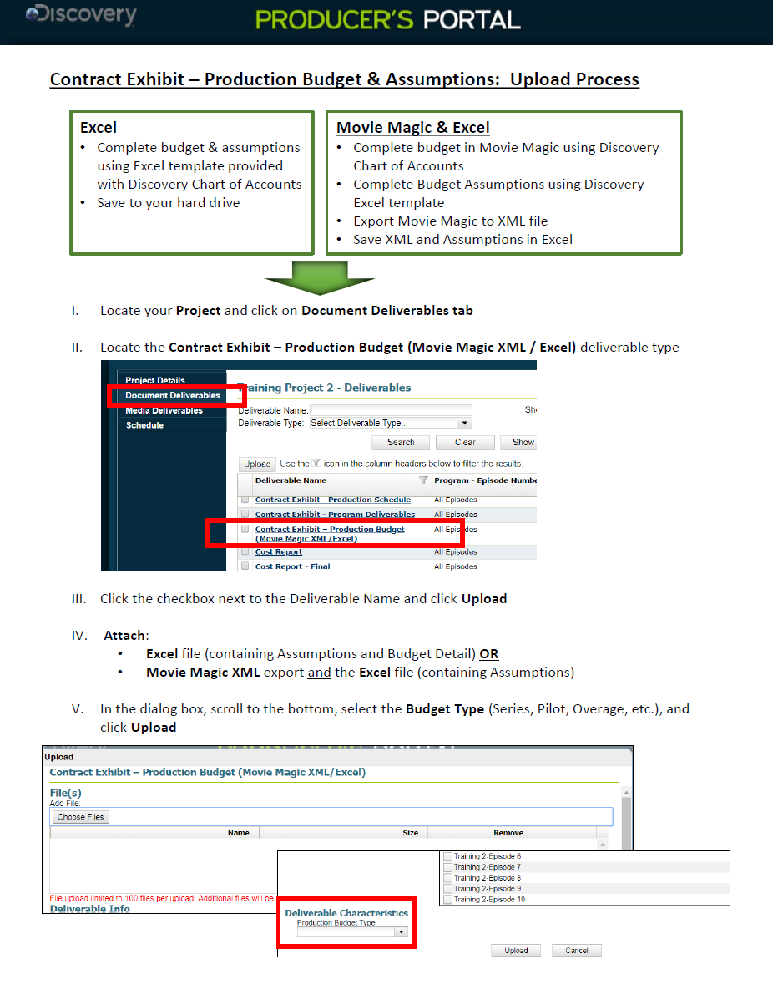 Discovery
PRODUCER'S PORTAL
Contract Exhibit – Production Budget & Assumptions:  Upload Process
Excel
• Complete budget & assumptions
using Excel template provided
with Discovery Chart of Accounts
• Save to your hard drive
Movie Magic & Excel
• Complete budget in Movie Magic using Discovery
Chart of Accounts
• Complete Budget Assumptions using Discovery
Excel template
• Export Movie Magic to XML file
• Save XML and Assumptions in Excel
I. Locate your Project and click on Document Deliverables tab
II. Locate the Contract Exhibit – Production Budget (Movie Magic XML / Excel) deliverable type
Project Details
Document Deliverables
Media Deliverables
Schedule
Training Project 2 - Deliverables
Deliverable Name:
Deliverable Type: Select Deliverable Type...
Search Clear Show
Upload Use the icon in the column headers below to filter the results.
Deliverable Name Program - Episode Numbe
Contract Exhibit - Production Schedule All Episodes
Contract Exhibit - Program Deliverables All Episodes
Contract Exhibit – Production Budget All Episodes
(Movie Magic XML/Excel)
Cost Report All Episodes
Cost Report - Final All Episodes
III. Click the checkbox next to the Deliverable Name and click Upload
IV. Attach:
• Excel file (containing Assumptions and Budget Detail) OR
• Movie Magic XML export and the Excel file (containing Assumptions)
V. In the dialog box, scroll to the bottom, select the Budget Type (Series, Pilot, Overage, etc.), and
click Upload
Upload
Contract Exhibit – Production Budget (Movie Magic XML/Excel)
File(s)
Add File:
Choose Files
Name Size Remove
File upload limited to 100 files per upload. Additional files will be
Deliverable Info
Training 2-Episode 6
Training 2-Episode 7
Training 2-Episode 8
Training 2-Episode 9
Training 2-Episode 10
Deliverable Characteristics
Production Budget Type
Upload Cancel